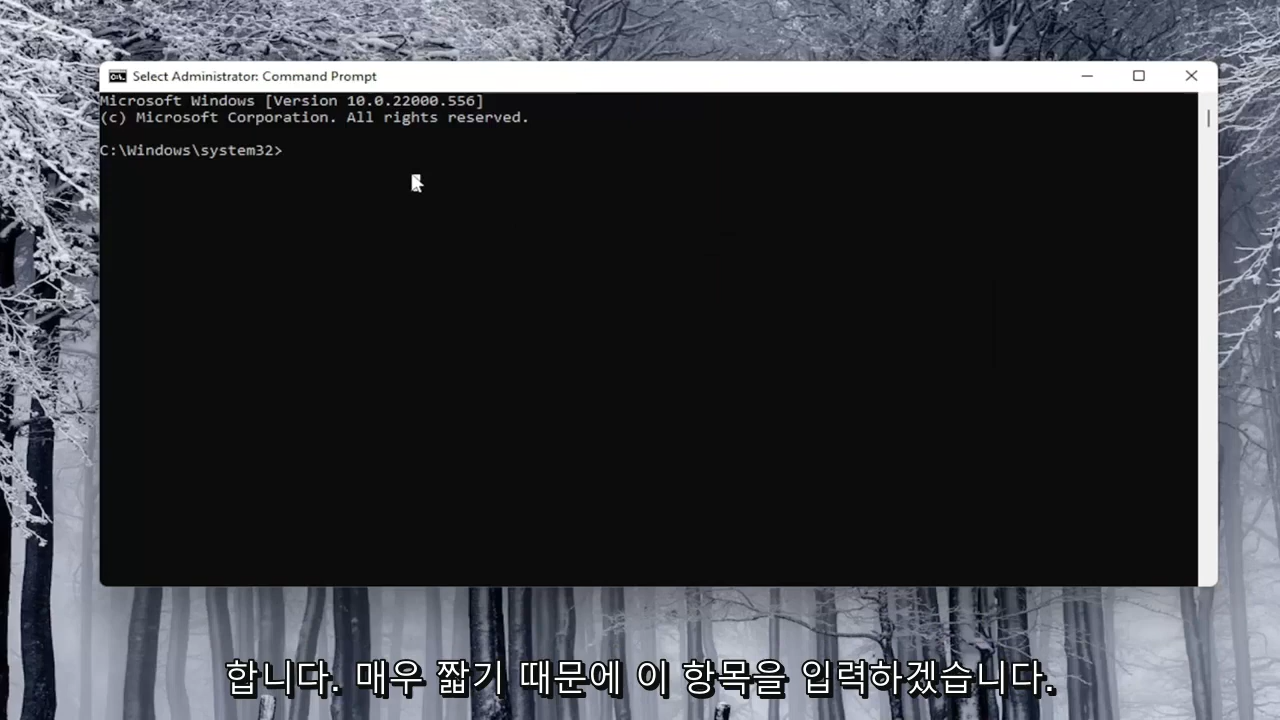 Select Administrator: Command Prompt
Microsoft Windows [Version 10.0.22000.556]
(c) Microsoft Corporation. All rights reserved.
C:\Windows\system32>
합니다. 매우 짧기 때문에 이 항목을 입력하겠습니다.